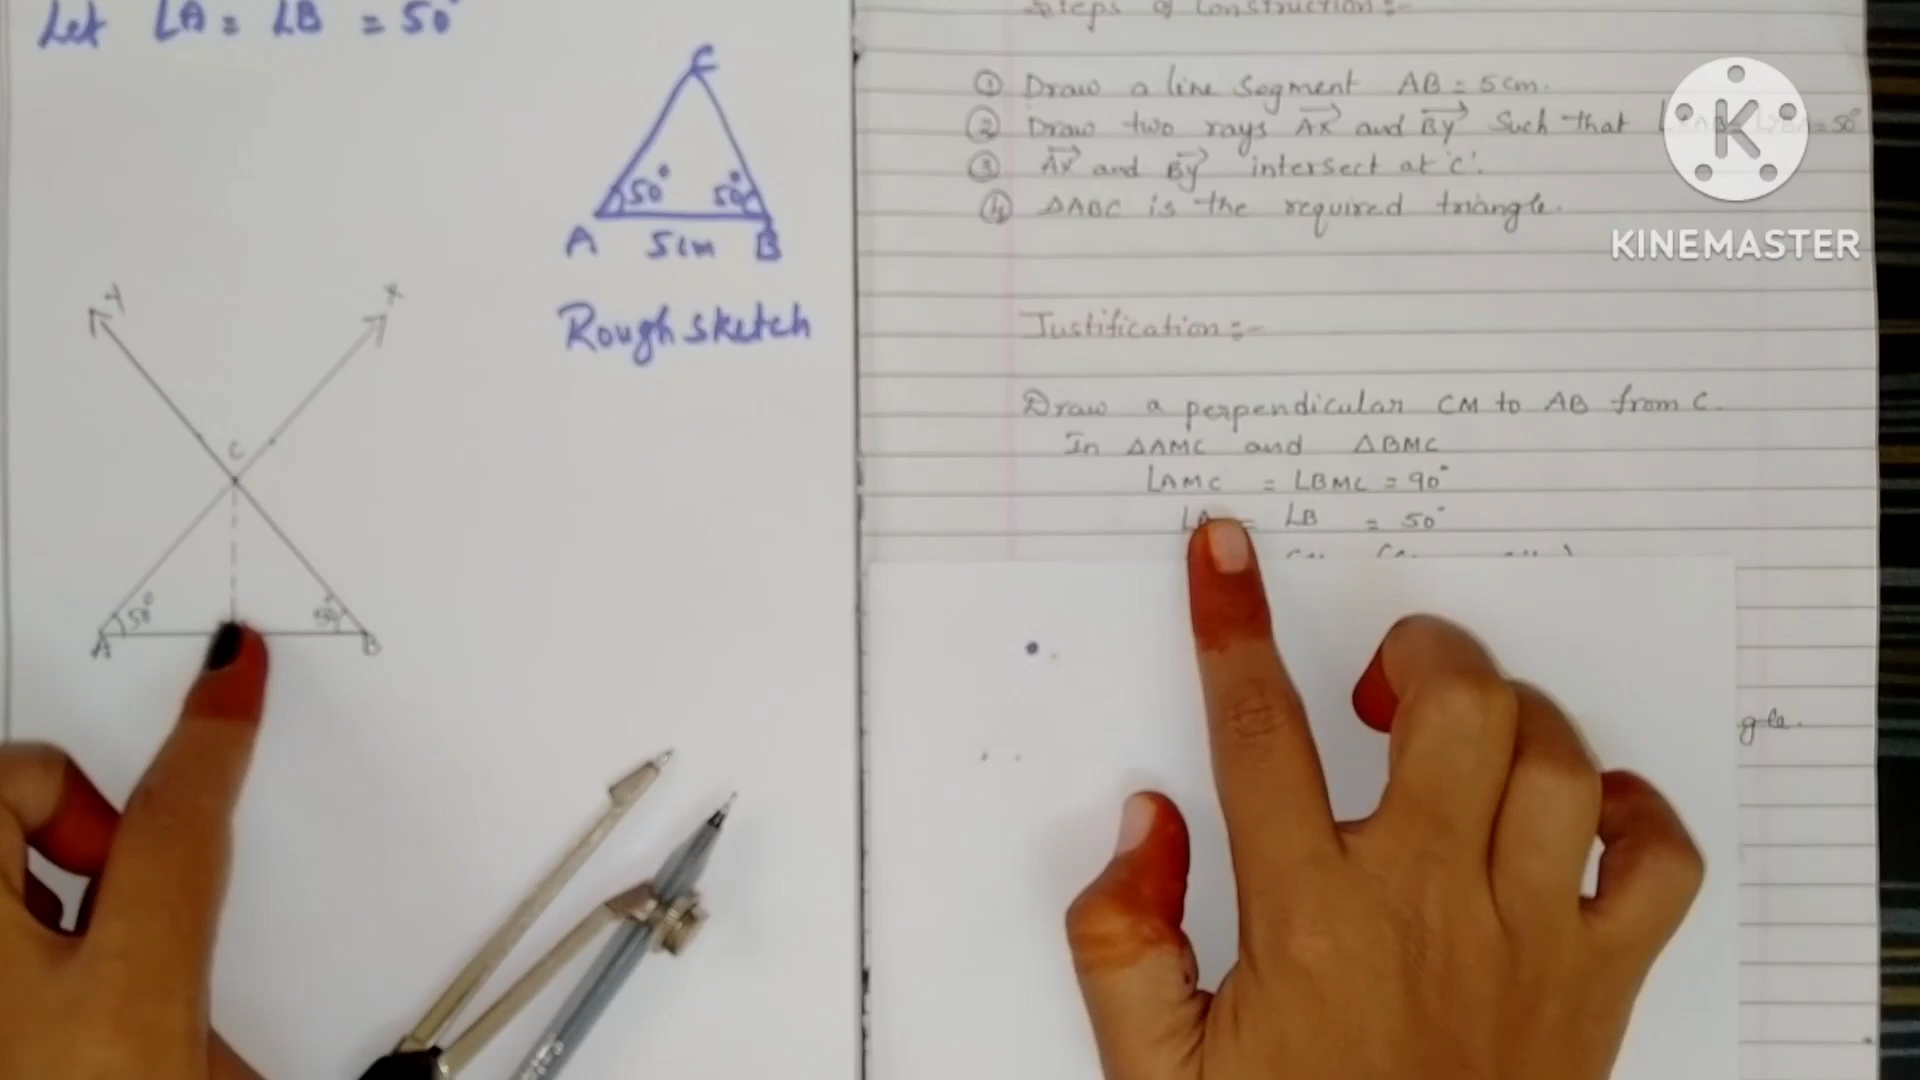 Let ∠A = ∠B = 50°
C
50° 50°
A 5cm B
Rough sketch
Y X
C
50° 50°
A B
Steps of Construction:-
① Draw a line segment AB = 5cm.
② Draw two rays AX and BY Such that = 50°
③ AX and BY intersect at 'C'.
④ ΔABC is the required triangle.
Justification:-
Draw a perpendicular CM to AB from C.
In ΔAMC and ΔBMC
∠AMC = ∠BMC = 90°
∠A = ∠B = 50°
gle.
K
KINEMASTER